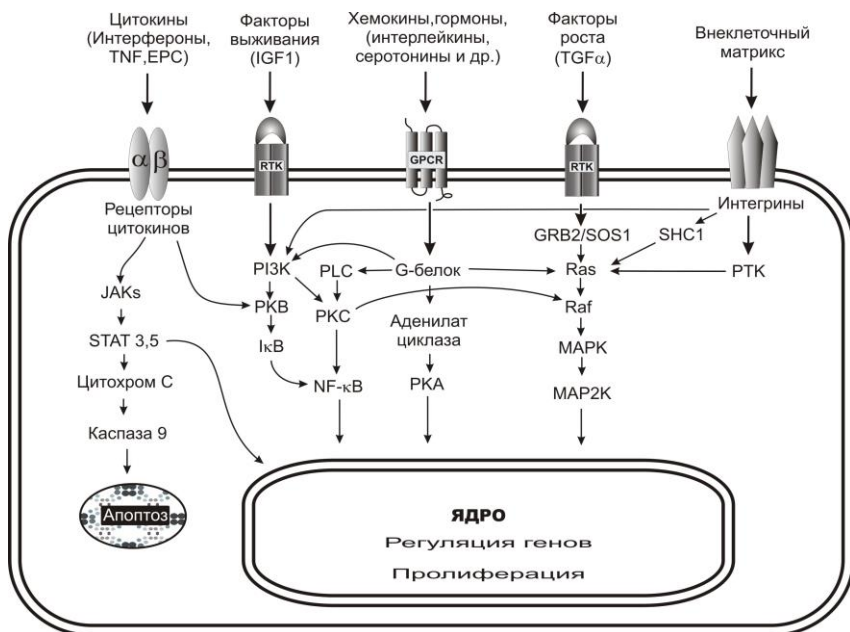 Цитокины
(Интерфероны,
TNF,EPC)
Факторы
выживания
(IGF1)
Хемокины,гормоны,
(интерлейкины,
серотонины и др.)
Факторы
роста
(TGFα)
Внеклеточный
матрикс
α β
RTK
GPCR
RTK
Рецепторы
цитокинов
Интегрины
GRB2/SOS1
SHC1
PI3K
PLC
G-белок
Ras
PTK
JAKs
PKB
PKC
Raf
Аденилат
циклаза
STAT 3,5
IκB
MAPK
Цитохром С
NF-κB
PKA
MAP2K
Каспаза 9
Апоптоз
ЯДРО
Регуляция генов
Пролиферация